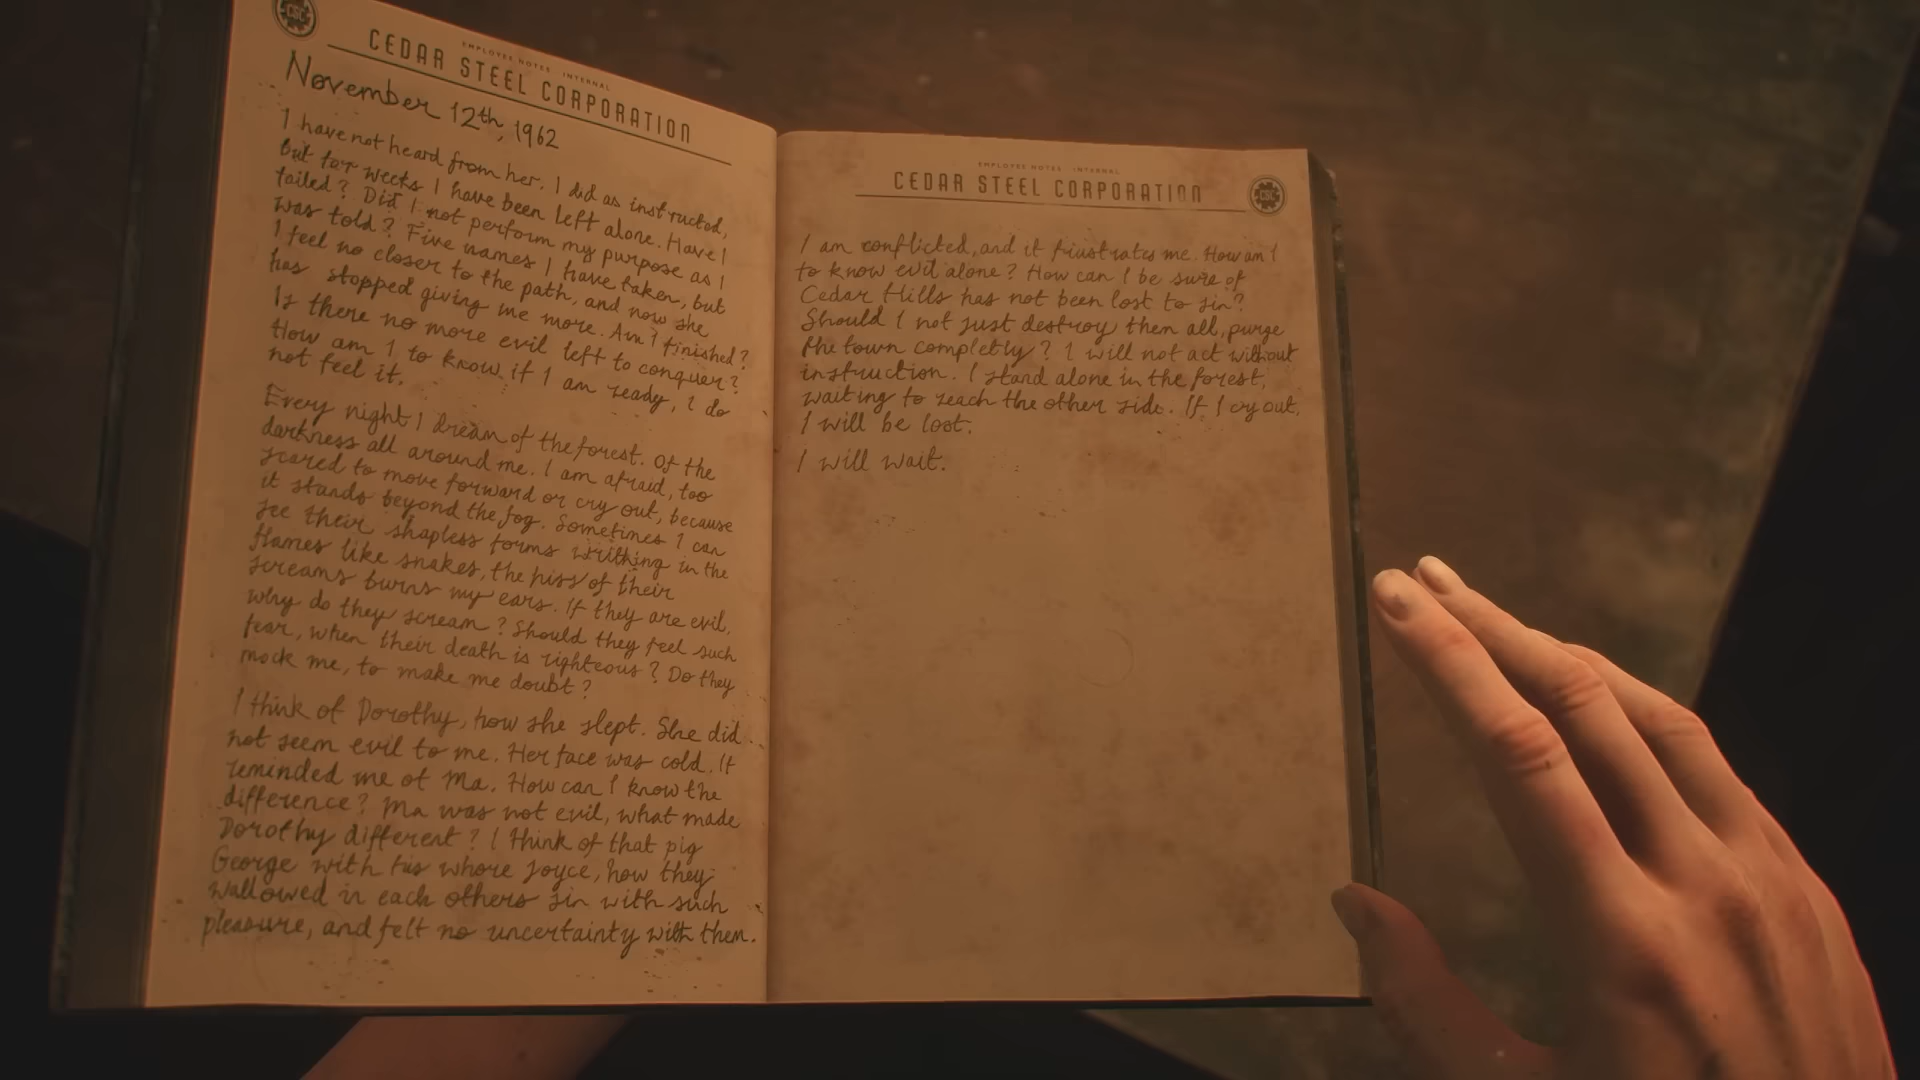 CSC
EMPLOYEE NOTES INTERNAL
CEDAR STEEL CORPORATION
November 12th, 1962
I have not heard from her. I did as instructed,
but for weeks I have been left alone. Have I
failed? Did I not perform my purpose as I
was told? Five names I have taken, but
I feel no closer to the path, and now she
has stopped giving me more. Am I finished?
Is there no more evil left to conquer?
How am I to know if I am ready, I do
not feel it.
Every night I dream of the forest. Of the
darkness all around me. I am afraid, too
scared to move forward or cry out, because
it stands beyond the fog. Sometimes I can
see their shapless forms writhing in the
flames like snakes, the hiss of their
screams burns my ears. If they are evil,
why do they scream? Should they feel such
fear, when their death is righteous? Do they
mock me, to make me doubt?
I think of Dorothy, how she slept. She did
not seem evil to me. Her face was cold. It
reminded me of Ma. How can I know the
difference? Ma was not evil, what made
Dorothy different? I think of that pig
George with his whore Joyce, how they
wallowed in each others sin with such
pleasure, and felt no uncertainty with them.
EMPLOYEE NOTES INTERNAL
CEDAR STEEL CORPORATION
CSC
I am conflicted, and it frustrates me. How am I
to know evil alone? How can I be sure of
Cedar Hills has not been lost to sin?
Should I not just destroy them all, purge
the town completly? I will not act without
instruction. I stand alone in the forest,
waiting to reach the other side. If I cry out,
I will be lost.
I will wait.